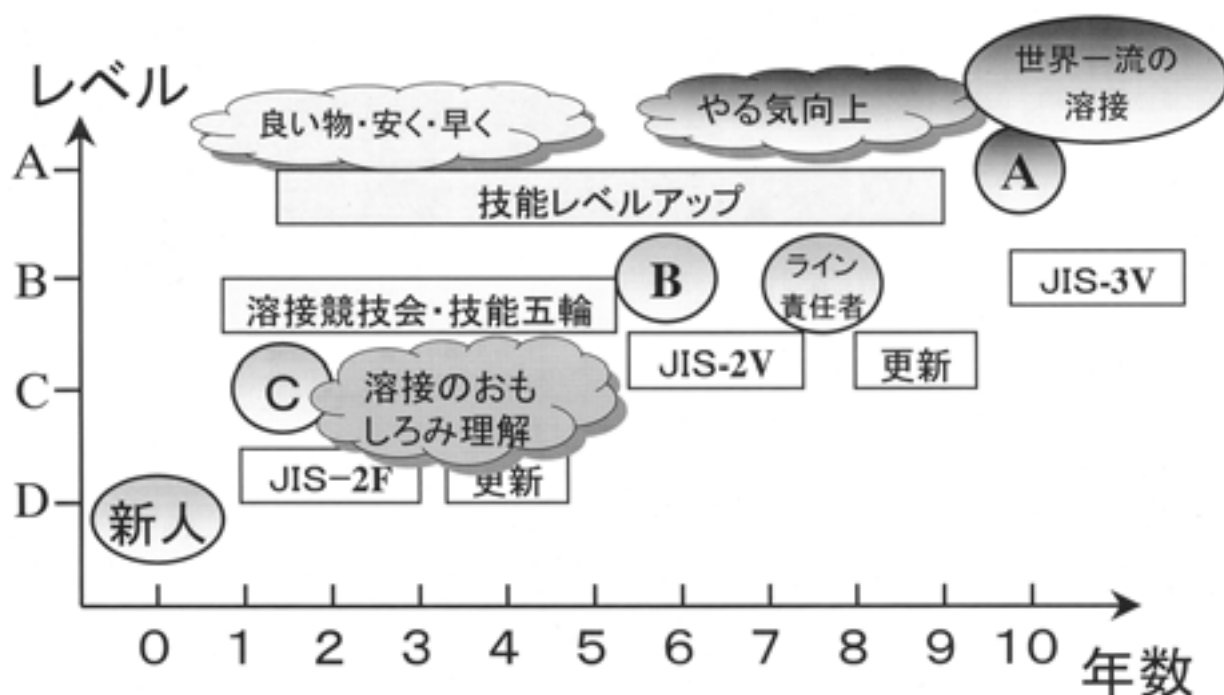 レベル
世界一流の
溶接
良い物・安く・早く
やる気向上
A
A
技能レベルアップ
B
B
ライン
責任者
JIS-3V
溶接競技会・技能五輪
JIS-2V
更新
C
C
溶接のおも
しろみ理解
JIS-2F
更新
D
新人
0 1 2 3 4 5 6 7 8 9 10
年数